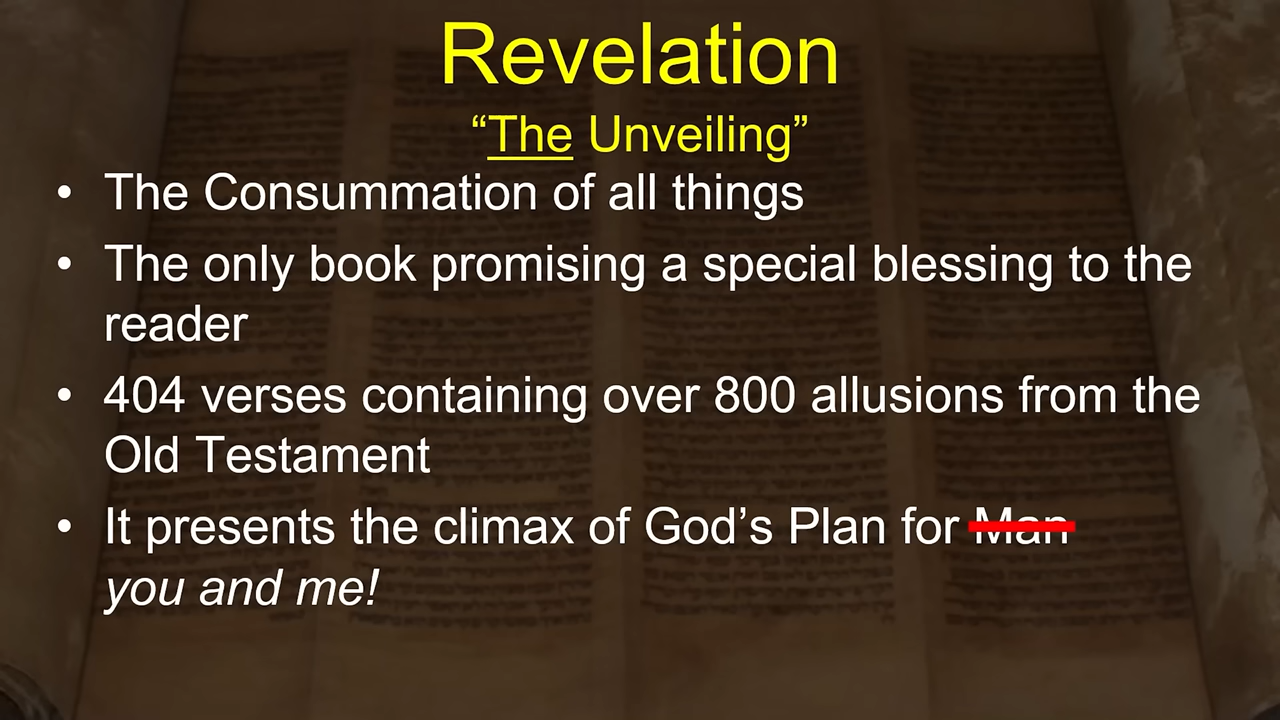 Revelation
“The Unveiling”
• The Consummation of all things
• The only book promising a special blessing to the
reader
• 404 verses containing over 800 allusions from the
Old Testament
• It presents the climax of God’s Plan for Man
you and me!